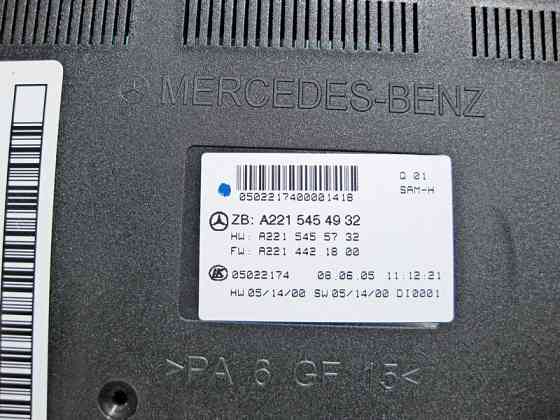 MERCEDES-BENZ
0502217400001418
Q 01
SAM-H
ZB: A221 545 49 32
HW: A221 545 57 32
FW: A221 442 18 00
05022174 08.06.05 11:12:21
HW 05/14/00 SW 05/14/00 DI0001
>PA 6 GF 15<